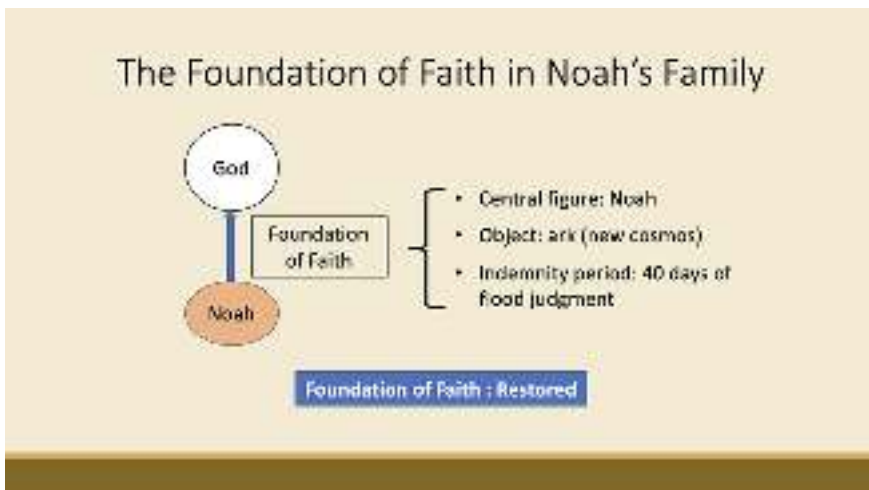 The Foundation of Faith in Noah's Family
God
Foundation
of Faith
Noah
• Central figure: Noah
• Object: ark (new cosmos)
• Indemnity period: 40 days of
flood judgment
Foundation of Faith : Restored